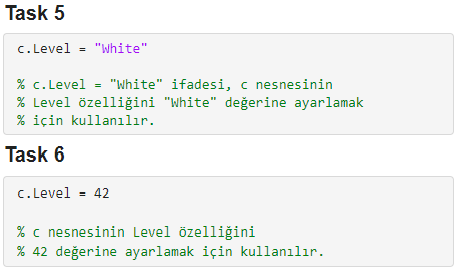 Task 5
c.Level = "White"
% c.Level = "White" ifadesi, c nesnesinin
% Level özelliğini "White" değerine ayarlamak
% için kullanılır.
Task 6
c.Level = 42
% c nesnesinin Level özelliğini
% 42 değerine ayarlamak için kullanılır.